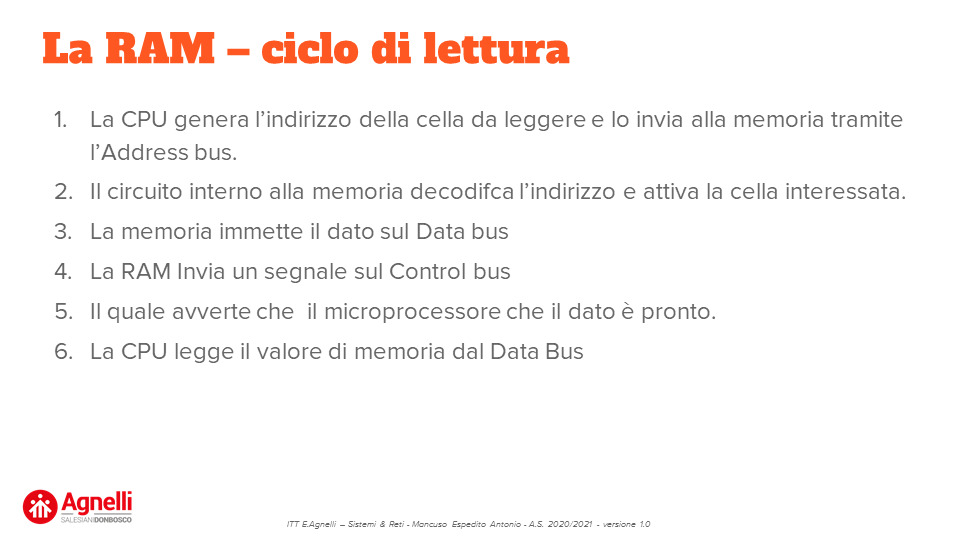 La RAM – ciclo di lettura
1. La CPU genera l’indirizzo della cella da leggere e lo invia alla memoria tramite
l’Address bus.
2. Il circuito interno alla memoria decodifca l’indirizzo e attiva la cella interessata.
3. La memoria immette il dato sul Data bus
4. La RAM Invia un segnale sul Control bus
5. Il quale avverte che  il microprocessore che il dato è pronto.
6. La CPU legge il valore di memoria dal Data Bus
Agnelli
SALESIANI DONBOSCO
ITT E.Agnelli – Sistemi & Reti - Mancuso Espedito Antonio - A.S. 2020/2021 - versione 1.0